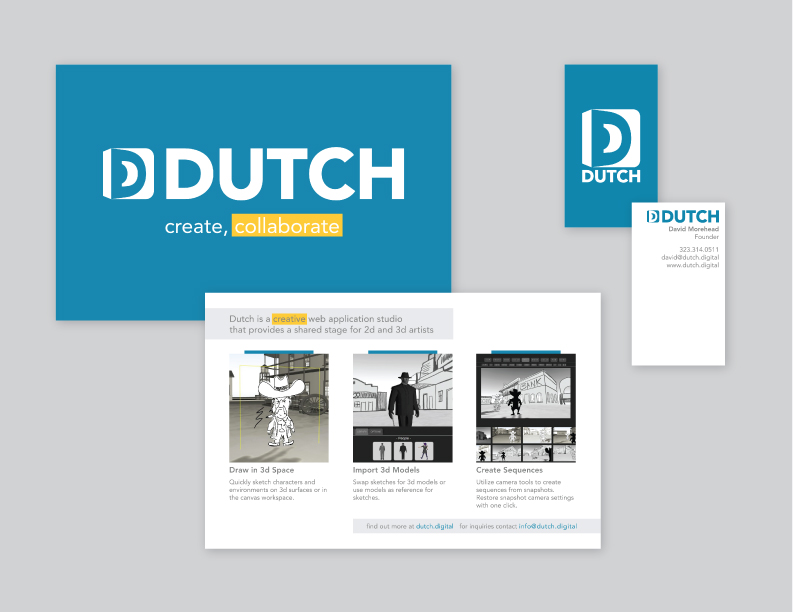 DUTCH
create, collaborate
DUTCH
DUTCH
David Morehead
Founder
323.314.0511
david@dutch.digital
www.dutch.digital
Dutch is a creative web application studio
that provides a shared stage for 2d and 3d artists
BANK
People
Draw in 3d Space
Quickly sketch characters and
environments on 3d surfaces or in
the canvas workspace.
Import 3d Models
Swap sketches for 3d models or
use models as reference for
sketches.
Create Sequences
Utilize camera tools to create
sequences from snapshots.
Restore snapshot camera settings
with one click.
find out more at dutch.digital for inquiries contact info@dutch.digital